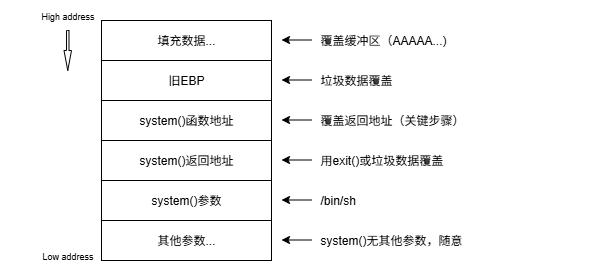 High address
填充数据...
覆盖缓冲区（AAAAA...)
旧EBP
垃圾数据覆盖
system()函数地址
覆盖返回地址（关键步骤）
system()返回地址
用exit()或垃圾数据覆盖
system()参数
/bin/sh
其他参数...
system()无其他参数，随意
Low address